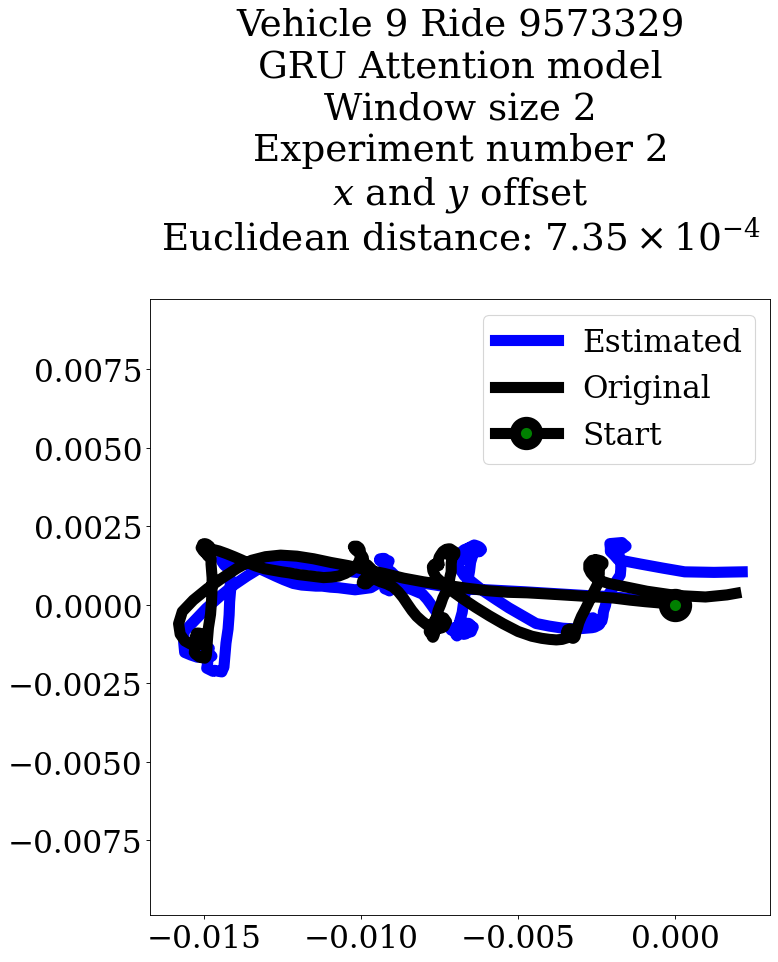 Vehicle 9 Ride 9573329
GRU Attention model
Window size 2
Experiment number 2
x and y offset
Euclidean distance: 7.35 × 10⁻⁴
Estimated
Original
Start
0.0075
0.0050
0.0025
0.0000
−0.0025
−0.0050
−0.0075
−0.015
−0.010
−0.005
0.000